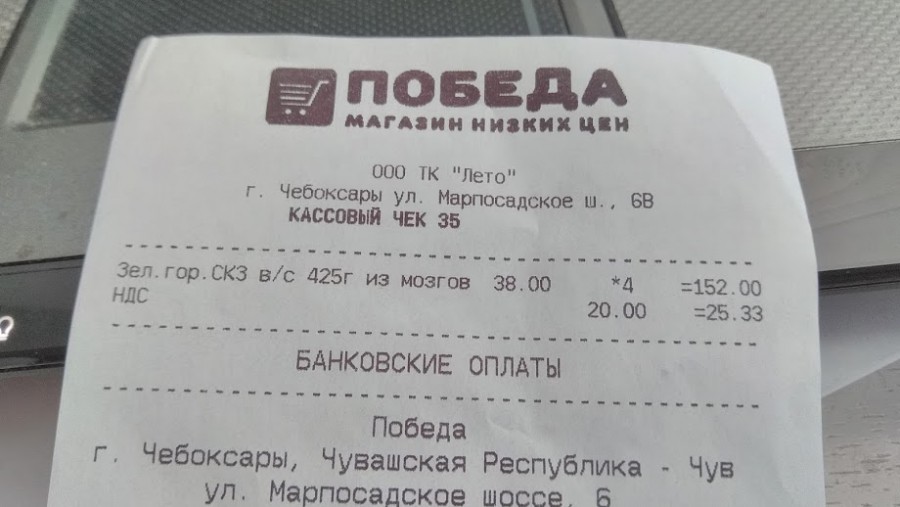 ПОБЕДА
МАГАЗИН НИЗКИХ ЦЕН
ООО ТК "Лето"
г. Чебоксары ул. Марпосадское ш., 6В
КАССОВЫЙ ЧЕК 35
Зел.гор.СКЗ в/с 425г из мозгов 38.00 *4 =152.00
НДС 20.00 =25.33
БАНКОВСКИЕ ОПЛАТЫ
Победа
г. Чебоксары, Чувашская Республика - Чув
ул. Марпосадское шоссе, 6